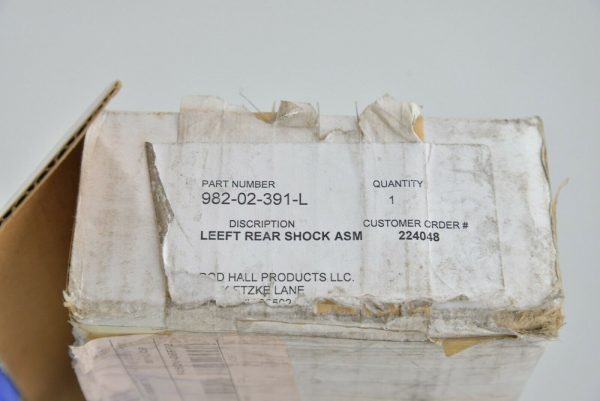 PART NUMBER QUANTITY
982-02-391-L 1
DISCRIPTION CUSTOMER ORDER #
LEEFT REAR SHOCK ASM 224048
ROD HALL PRODUCTS LLC.
ETZKE LANE